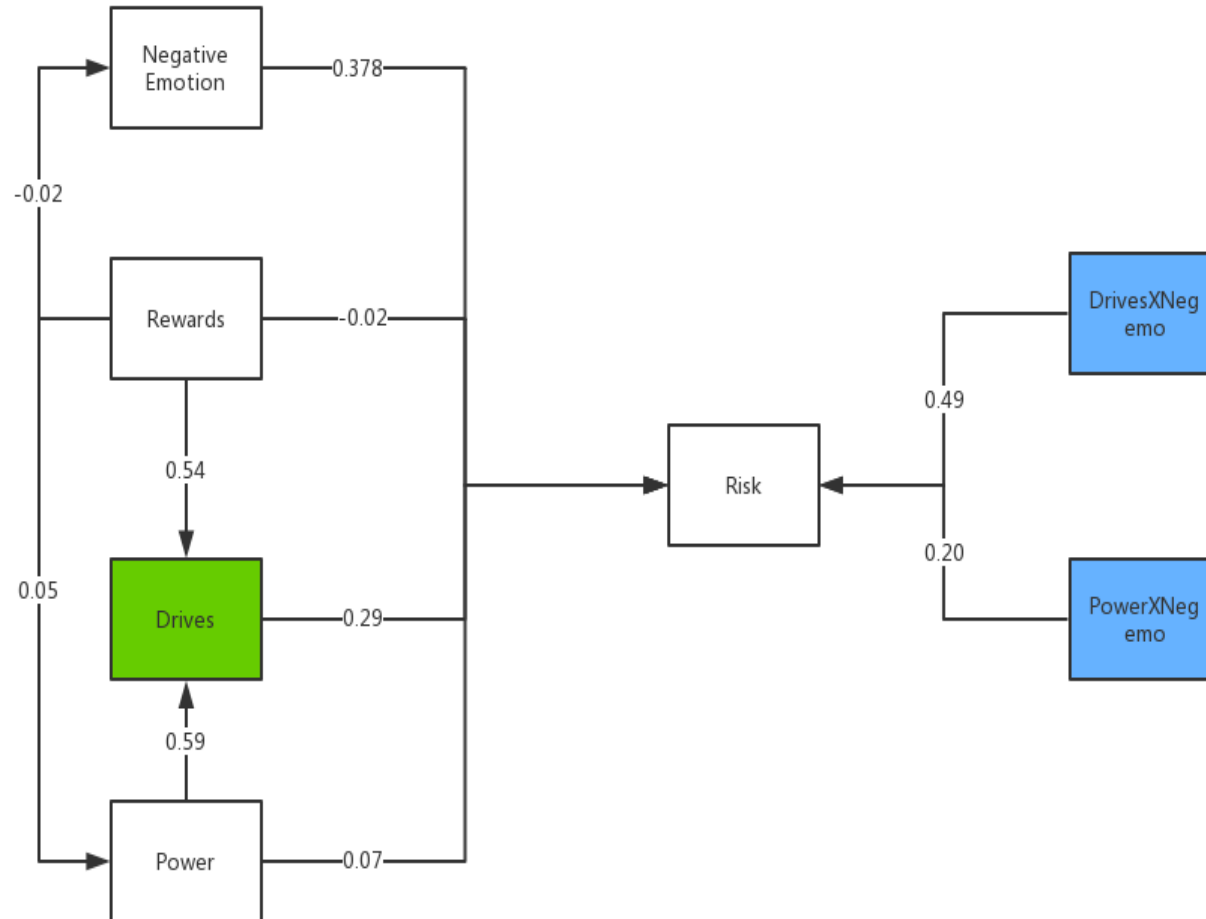 Negative
Emotion
0.378
-0.02
Rewards
-0.02
DrivesXNeg
emo
0.49
0.54
Risk
0.20
0.05
Drives
0.29
PowerXNeg
emo
0.59
Power
0.07